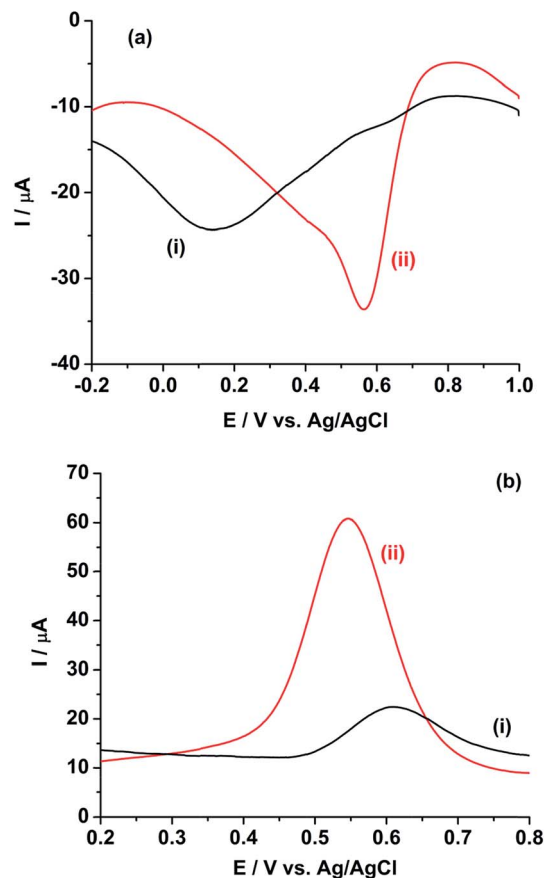 (a)
0
-10
-20
-30
-40
I / μA
(i)
(ii)
-0.2 0.0 0.2 0.4 0.6 0.8 1.0
E / V vs. Ag/AgCl
(b)
70
60
50
40
30
20
10
0
I / μA
(ii)
(i)
0.2 0.3 0.4 0.5 0.6 0.7 0.8
E / V vs. Ag/AgCl